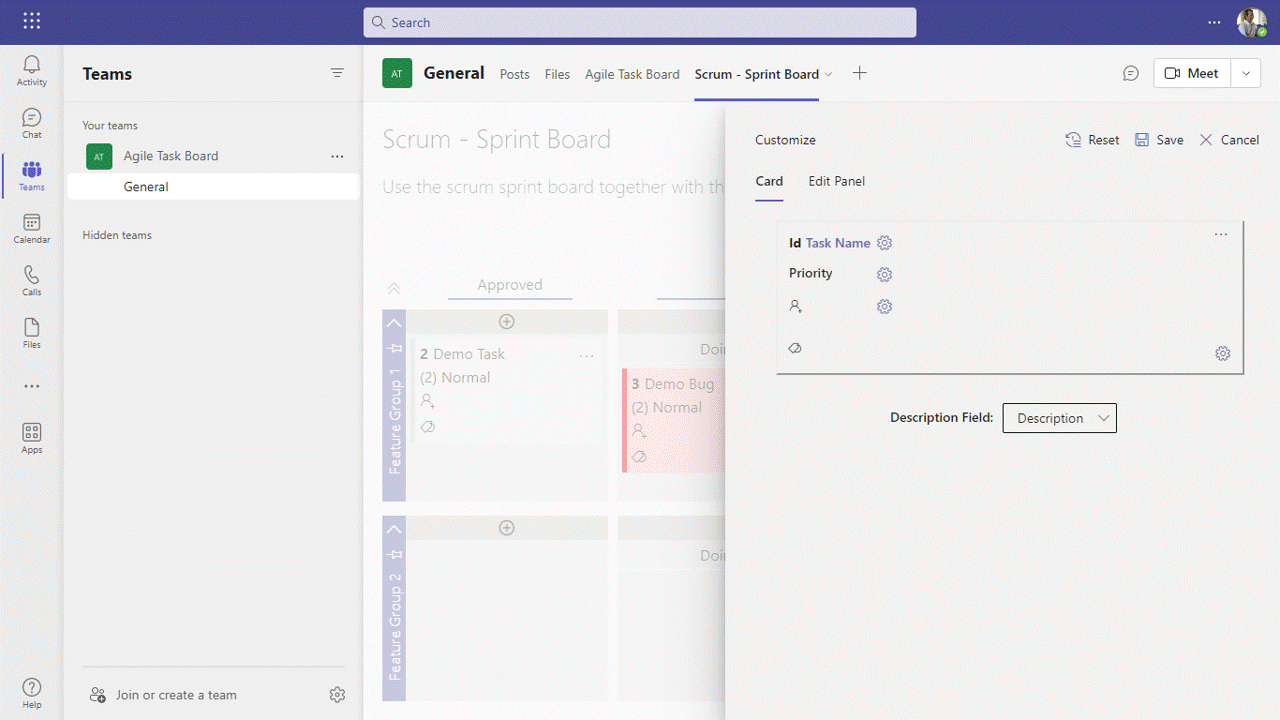 Search
Activity
Chat
Teams
Calendar
Calls
Files
Apps
Help
Teams
Your teams
AT Agile Task Board
General
Hidden teams
Join or create a team
AT General Posts Files Agile Task Board Scrum - Sprint Board
Meet
Scrum - Sprint Board
Use the scrum sprint board together with th
Approved
Feature Group 1
2 Demo Task
(2) Normal
Doin
3 Demo Bug
(2) Normal
Feature Group 2
Doin
Customize Reset Save Cancel
Card Edit Panel
Id Task Name
Priority
Description Field: Description